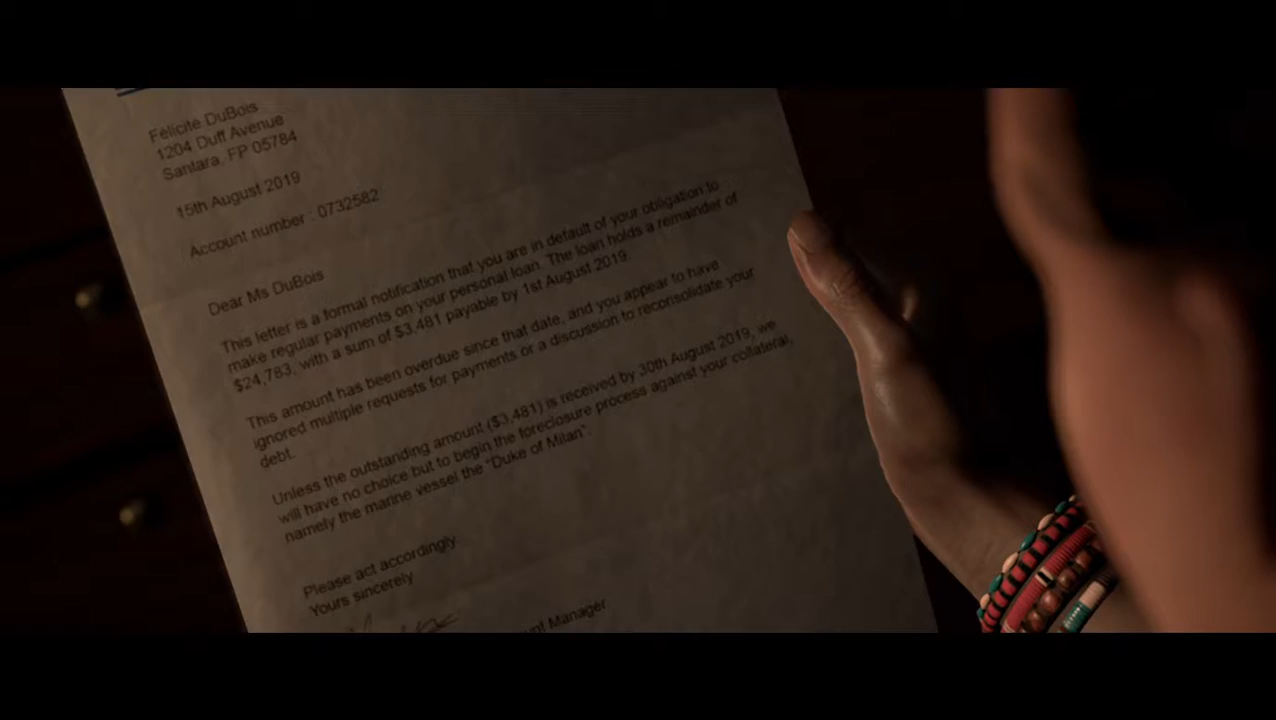 Félicité DuBois
1204 Duff Avenue
Santara, FP 05784
15th August 2019
Account number : 0732582
Dear Ms DuBois
This letter is a formal notification that you are in default of your obligation to
make regular payments on your personal loan. The loan holds a remainder of
$24,783, with a sum of $3,481 payable by 1st August 2019.
This amount has been overdue since that date, and you appear to have
ignored multiple requests for payments or a discussion to reconsolidate your
debt.
Unless the outstanding amount ($3,481) is received by 30th August 2019, we
will have no choice but to begin the foreclosure process against your collateral,
namely the marine vessel the "Duke of Milan".
Please act accordingly
Yours sincerely
Manager